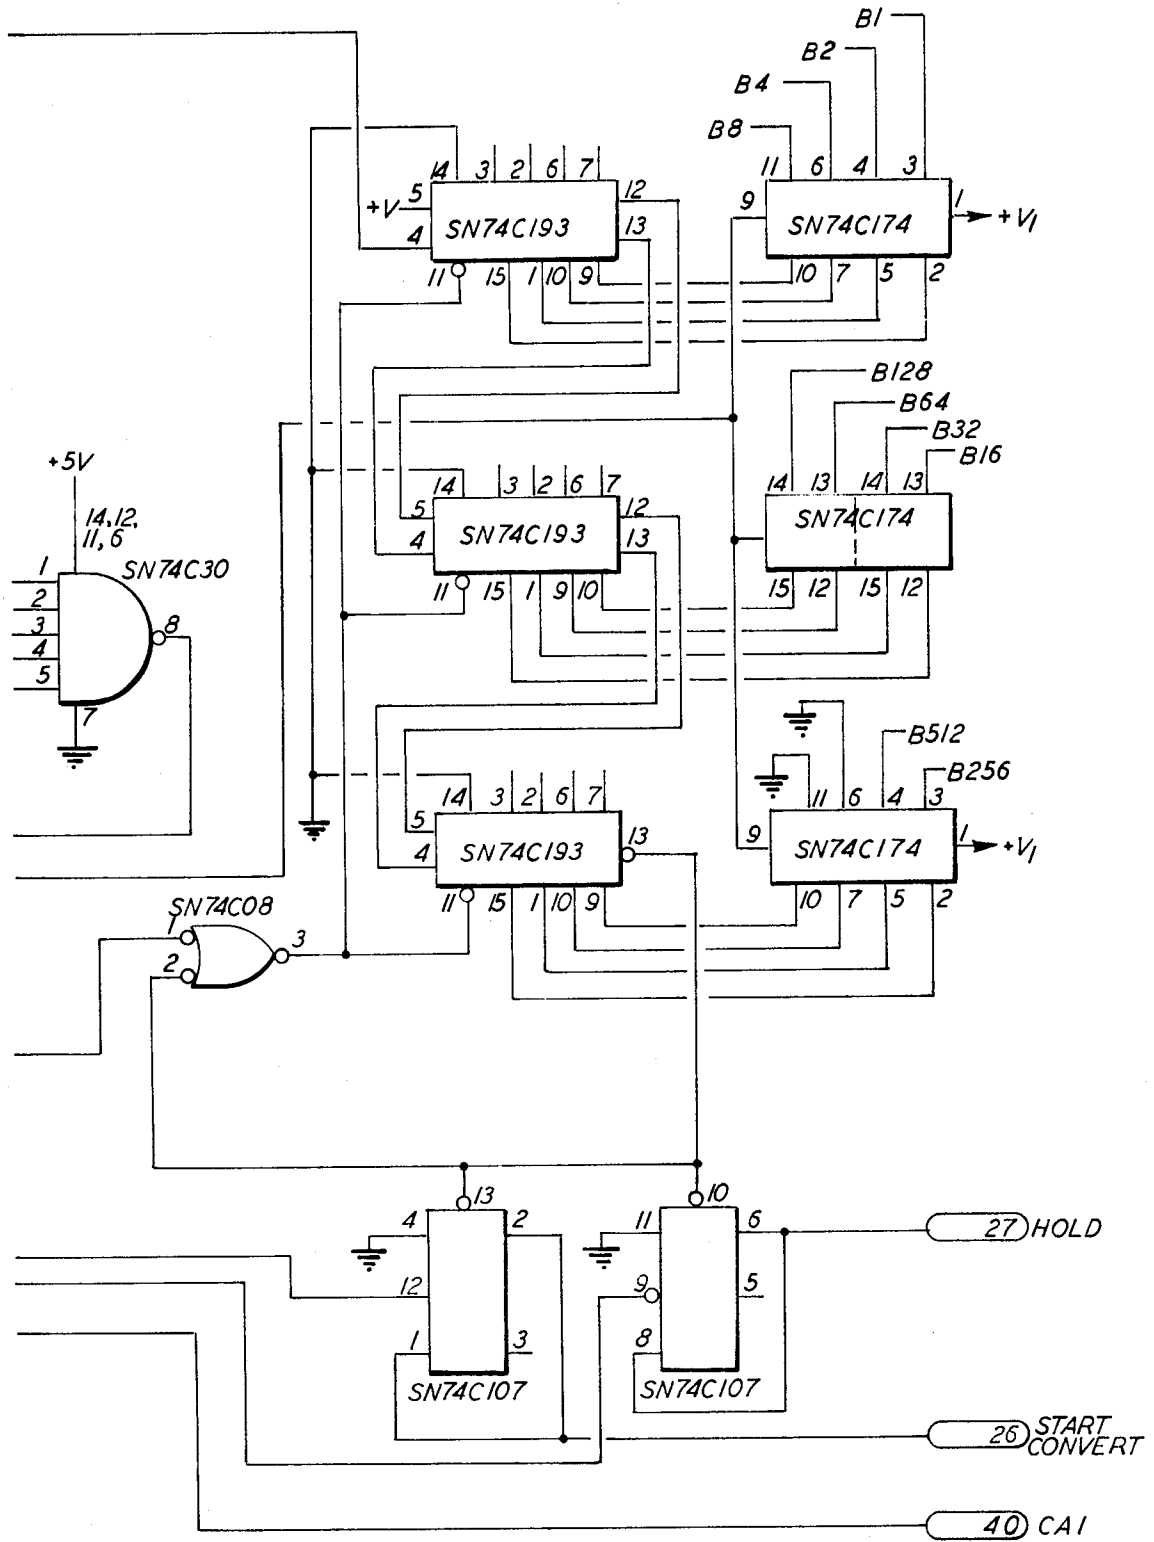 B1
B2
B4
B8
14 3 2 6 7
11 6 4 3
+V 5 12
9 1 +V1
SN74C193
SN74C174
4 13
11 15 1 10 9
10 7 5 2
B128
B64
B32
B16
+5V
14 3 2 6 7
14 13 14 13
14,12,
11,6
5 12
SN74C193
SN74C174
4 13
SN74C30
1
2
3
4
5
8
7
11 15 1 9 10
15 12 15 12
B512
B256
14 3 2 6 7
11 6 4 3
5 13
9 1 +V1
SN74C193
SN74C174
4
11 15 1 10 9
10 7 5 2
SN74C08
1
2
3
13
10
4 2
11 6
27 HOLD
12
9 5
1 3
8
SN74C107
SN74C107
26 START
CONVERT
40 CA1